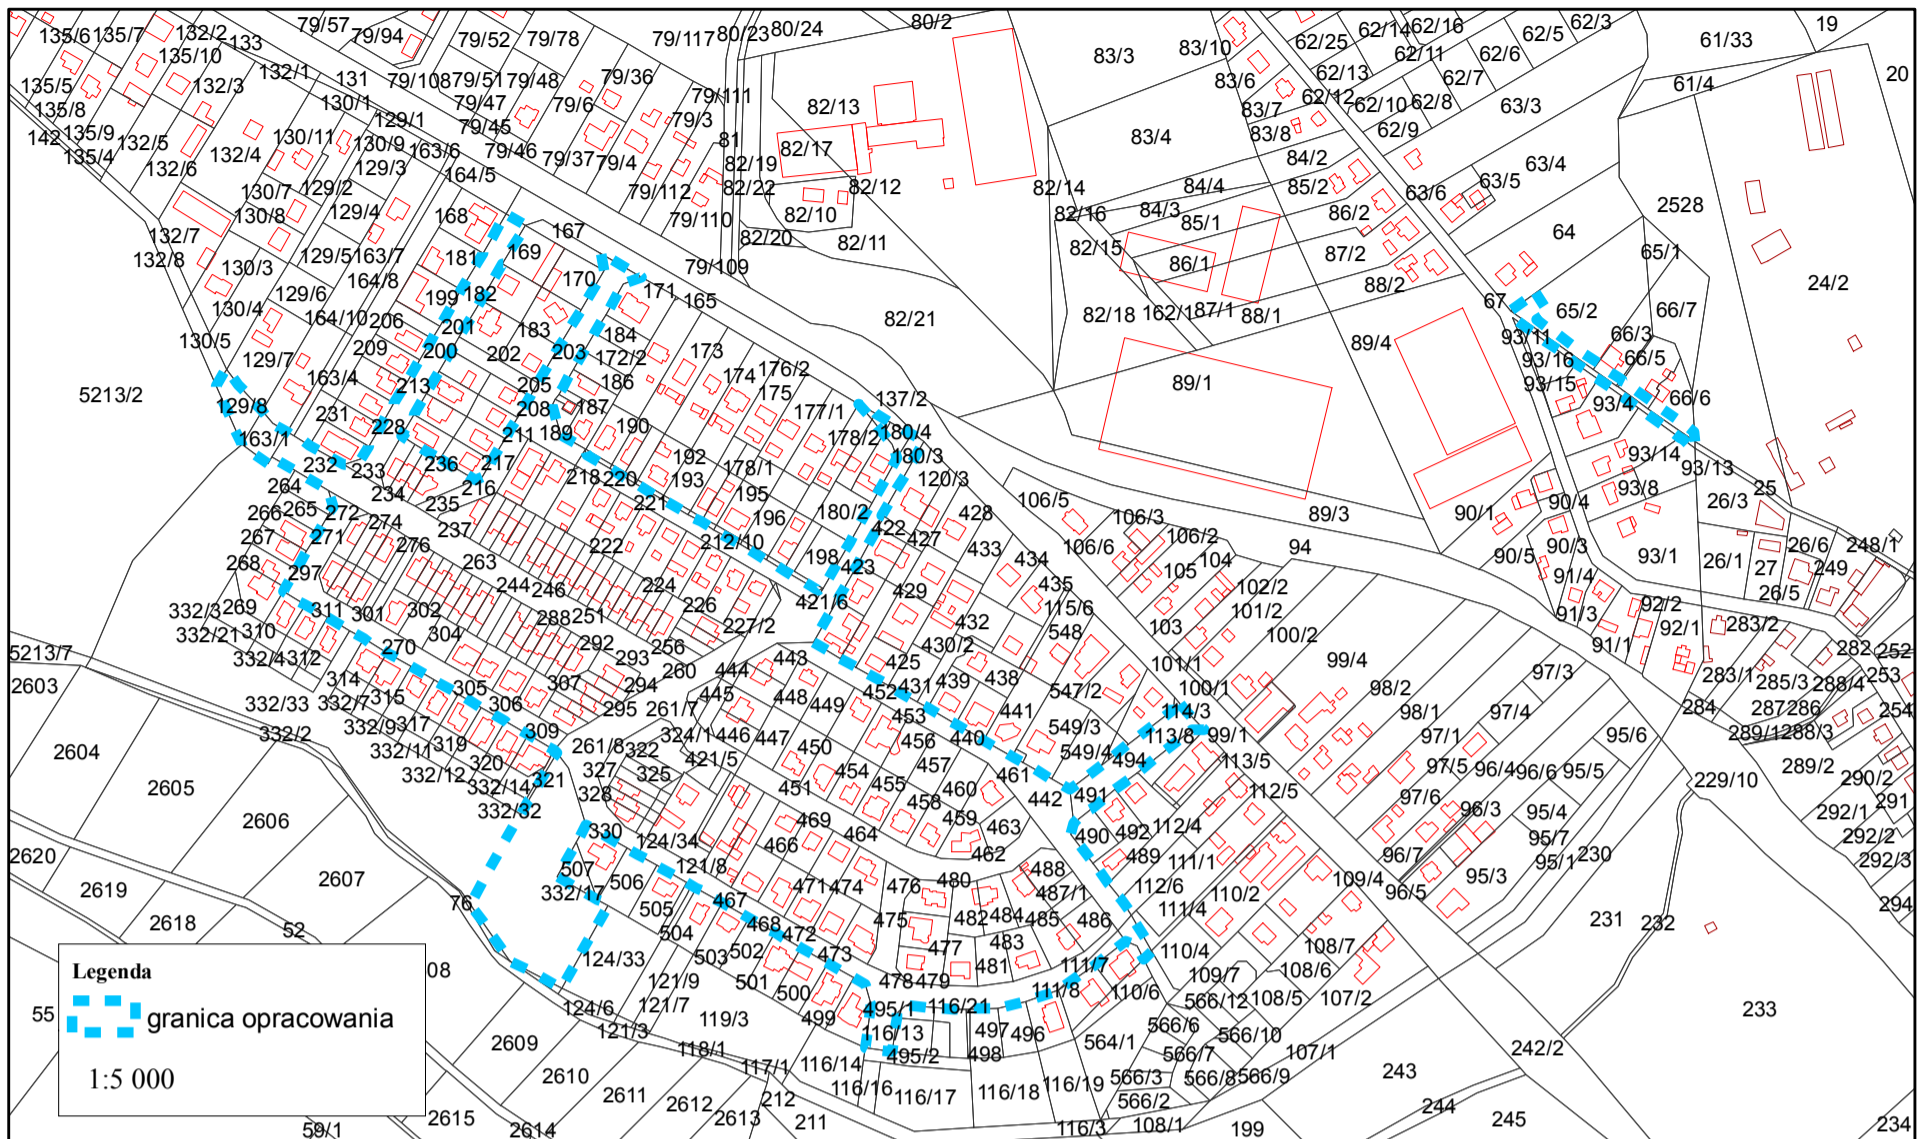 135/6 135/7 132/2 133 79/57 79/94 79/52 79/78 79/117 80/23 80/24 80/2 83/3 83/10 62/25 62/14 62/16 62/11 62/5 62/3 61/33 19
135/10 132/3 132/1 131 79/108 79/51 79/48 79/36 83/6 62/13 62/6 62/7 61/4 20
135/5 135/8 130/1 79/47 79/6 79/111 79/3 82/13 83/7 62/12 62/10 62/8 63/3
142 135/9 132/5 130/11 129/1 79/45 81 83/4 83/8 62/9
135/4 132/6 132/4 130/9 163/6 79/46 79/37 79/4 82/19 82/17 84/2 63/4
129/3 164/5 130/7 129/2 79/112 82/22 82/12 82/14 84/4 85/2 63/6 63/5
130/8 129/4 168 79/110 82/10 82/16 84/3 85/1 86/2 2528
132/7 167 82/20 82/11 82/15 64
132/8 130/3 129/5 163/7 181 169 79/109 86/1 87/2 65/1
164/8 170 171 165 88/2 24/2
129/6 199 182 67 65/2 66/7
130/4 164/10 206 201 183 184 82/21 82/18 162/1 87/1 88/1
130/5 209 200 202 203 172/2 173 89/4 93/11 66/3
129/7 163/4 213 205 186 174 176/2 175 89/1 93/16 66/5
5213/2 129/8 231 208 187 177/1 137/2 93/15 93/4 66/6
163/1 228 211 189 190 178/2 180/4
232 233 236 217 192 178/1 180/3 93/14 93/13
264 234 216 218 220 193 195 120/3 106/5 93/8 26/3 25
266 265 272 235 221 196 180/2 428 106/3 89/3 90/1 90/4
267 271 274 237 422 427
276 222 212/10 198 433 106/6 106/2 94 90/5 90/3 93/1 26/1 26/6 248/1
268 297 263 423 434 105 104 91/4 27 249
244 246 224 429 435 102/2 26/5
332/3 269 311 301 302 288 251 226 421/6 115/6 101/2 91/3 92/2
332/21 310 304 227/2 432 548 103 100/2 91/1 92/1 283/2
5213/7 332/4 312 270 292 256 430/2 99/4 282 252
2603 314 293 260 444 443 425 438 101/1 97/3 283/1 253
332/7 315 305 307 294 445 448 452 431 439 547/2 100/1 98/2 285/3 288/4
332/33 306 295 261/7 449 453 441 114/3 98/1 97/4 284 287 286 254
332/2 332/9 317 309 324/1 446 447 456 440 549/3 113/8 99/1 97/1 95/6 289/1 288/3
2604 332/11 319 261/8 322 450 549/4 494 113/5
332/12 320 327 325 421/5 454 457 461 97/5 96/4 96/6 95/5 289/2
2605 332/14 321 328 451 455 460 442 491 112/5 97/6 229/10 290/2
332/32 458 96/3 95/4 292/1 291
2606 330 469 464 459 463 490 492 112/4 95/7 292/2
2620 124/34 466 462 489 111/1 96/7 95/1 230 292/3
507 121/8 488
2619 2607 332/17 506 471 474 476 480 487/1 112/6 110/2 109/4 96/5 95/3
76 505 467 111/4 294
2618 52 504 468 475 482 484 485 486 231 232
503 502 472 477 483 108/7
124/33 473 481 111/7 110/4
121/9 501 478 479 109/7 108/6
08 124/6 121/7 500 495/1 116/21 111/8 110/6 566/12 108/5 107/2
55 119/3 499 233
121/3 116/13 497 496 566/6 566/10
2609 118/1 495/2 498 564/1 566/7 107/1 242/2
117/1 116/14 243
2610 566/3 566/8 566/9
2611 116/16 116/17 116/18 116/19
2612 212 566/2 244
2615 2613 211 245
59/1 2614 116/3 108/1 199 234
Legenda
granica opracowania
1:5 000